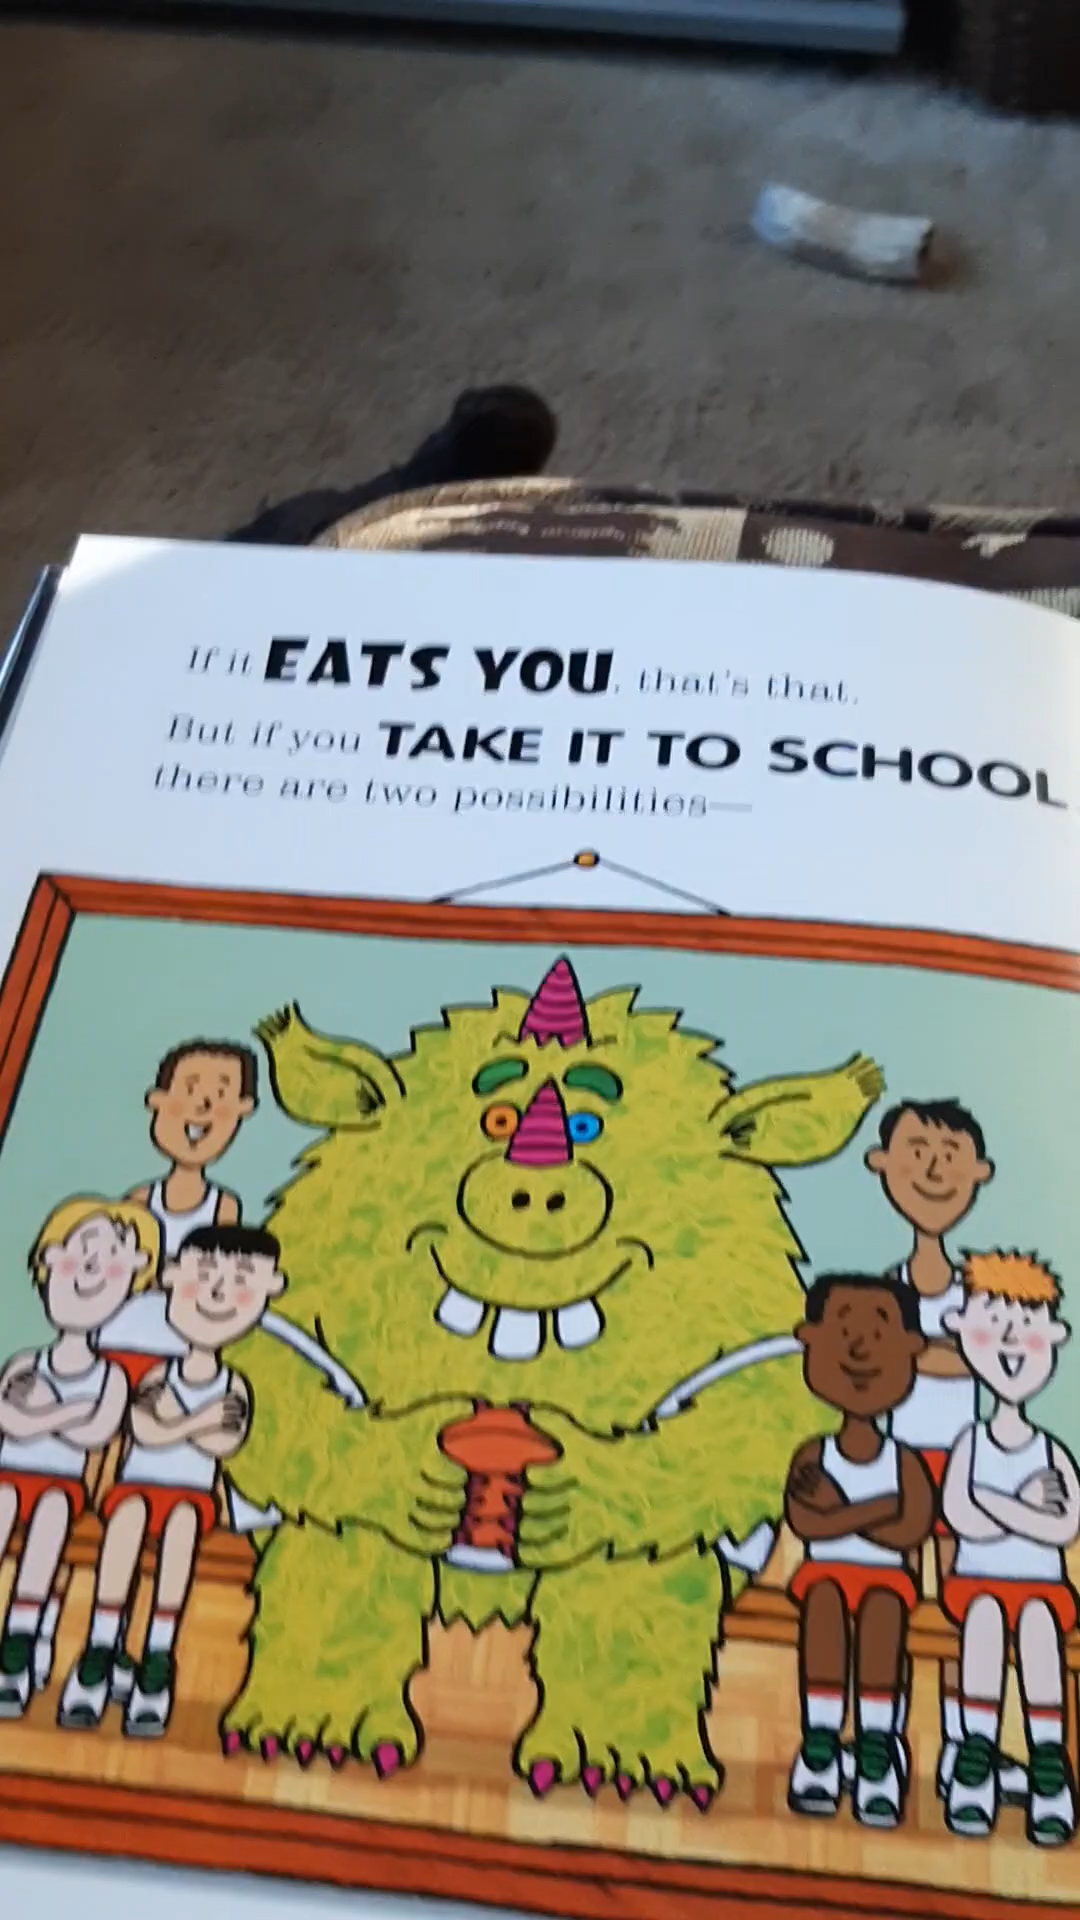 If it EATS YOU, that's that.
But if you TAKE IT TO SCHOOL
there are two possibilities—